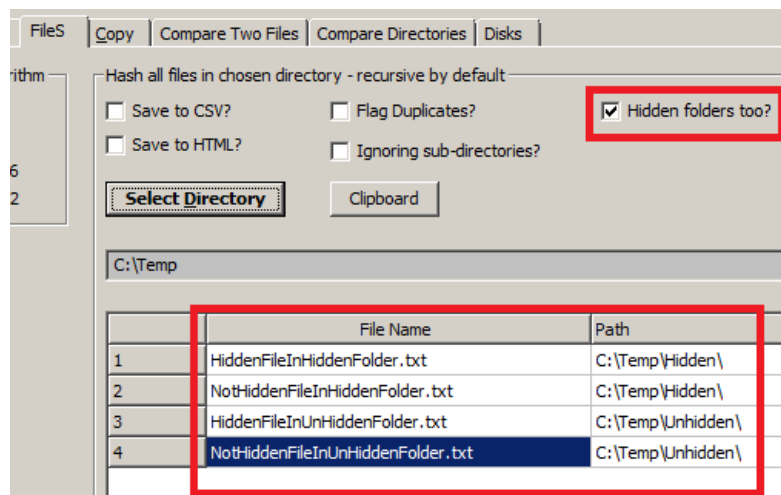 FileS Copy Compare Two Files Compare Directories Disks
rithm Hash all files in chosen directory - recursive by default
Save to CSV? Flag Duplicates? Hidden folders too?
Save to HTML? Ignoring sub-directories?
6
2 Select Directory Clipboard
C:\Temp
File Name Path
1 HiddenFileInHiddenFolder.txt C:\Temp\Hidden\
2 NotHiddenFileInHiddenFolder.txt C:\Temp\Hidden\
3 HiddenFileInUnHiddenFolder.txt C:\Temp\Unhidden\
4 NotHiddenFileInUnHiddenFolder.txt C:\Temp\Unhidden\